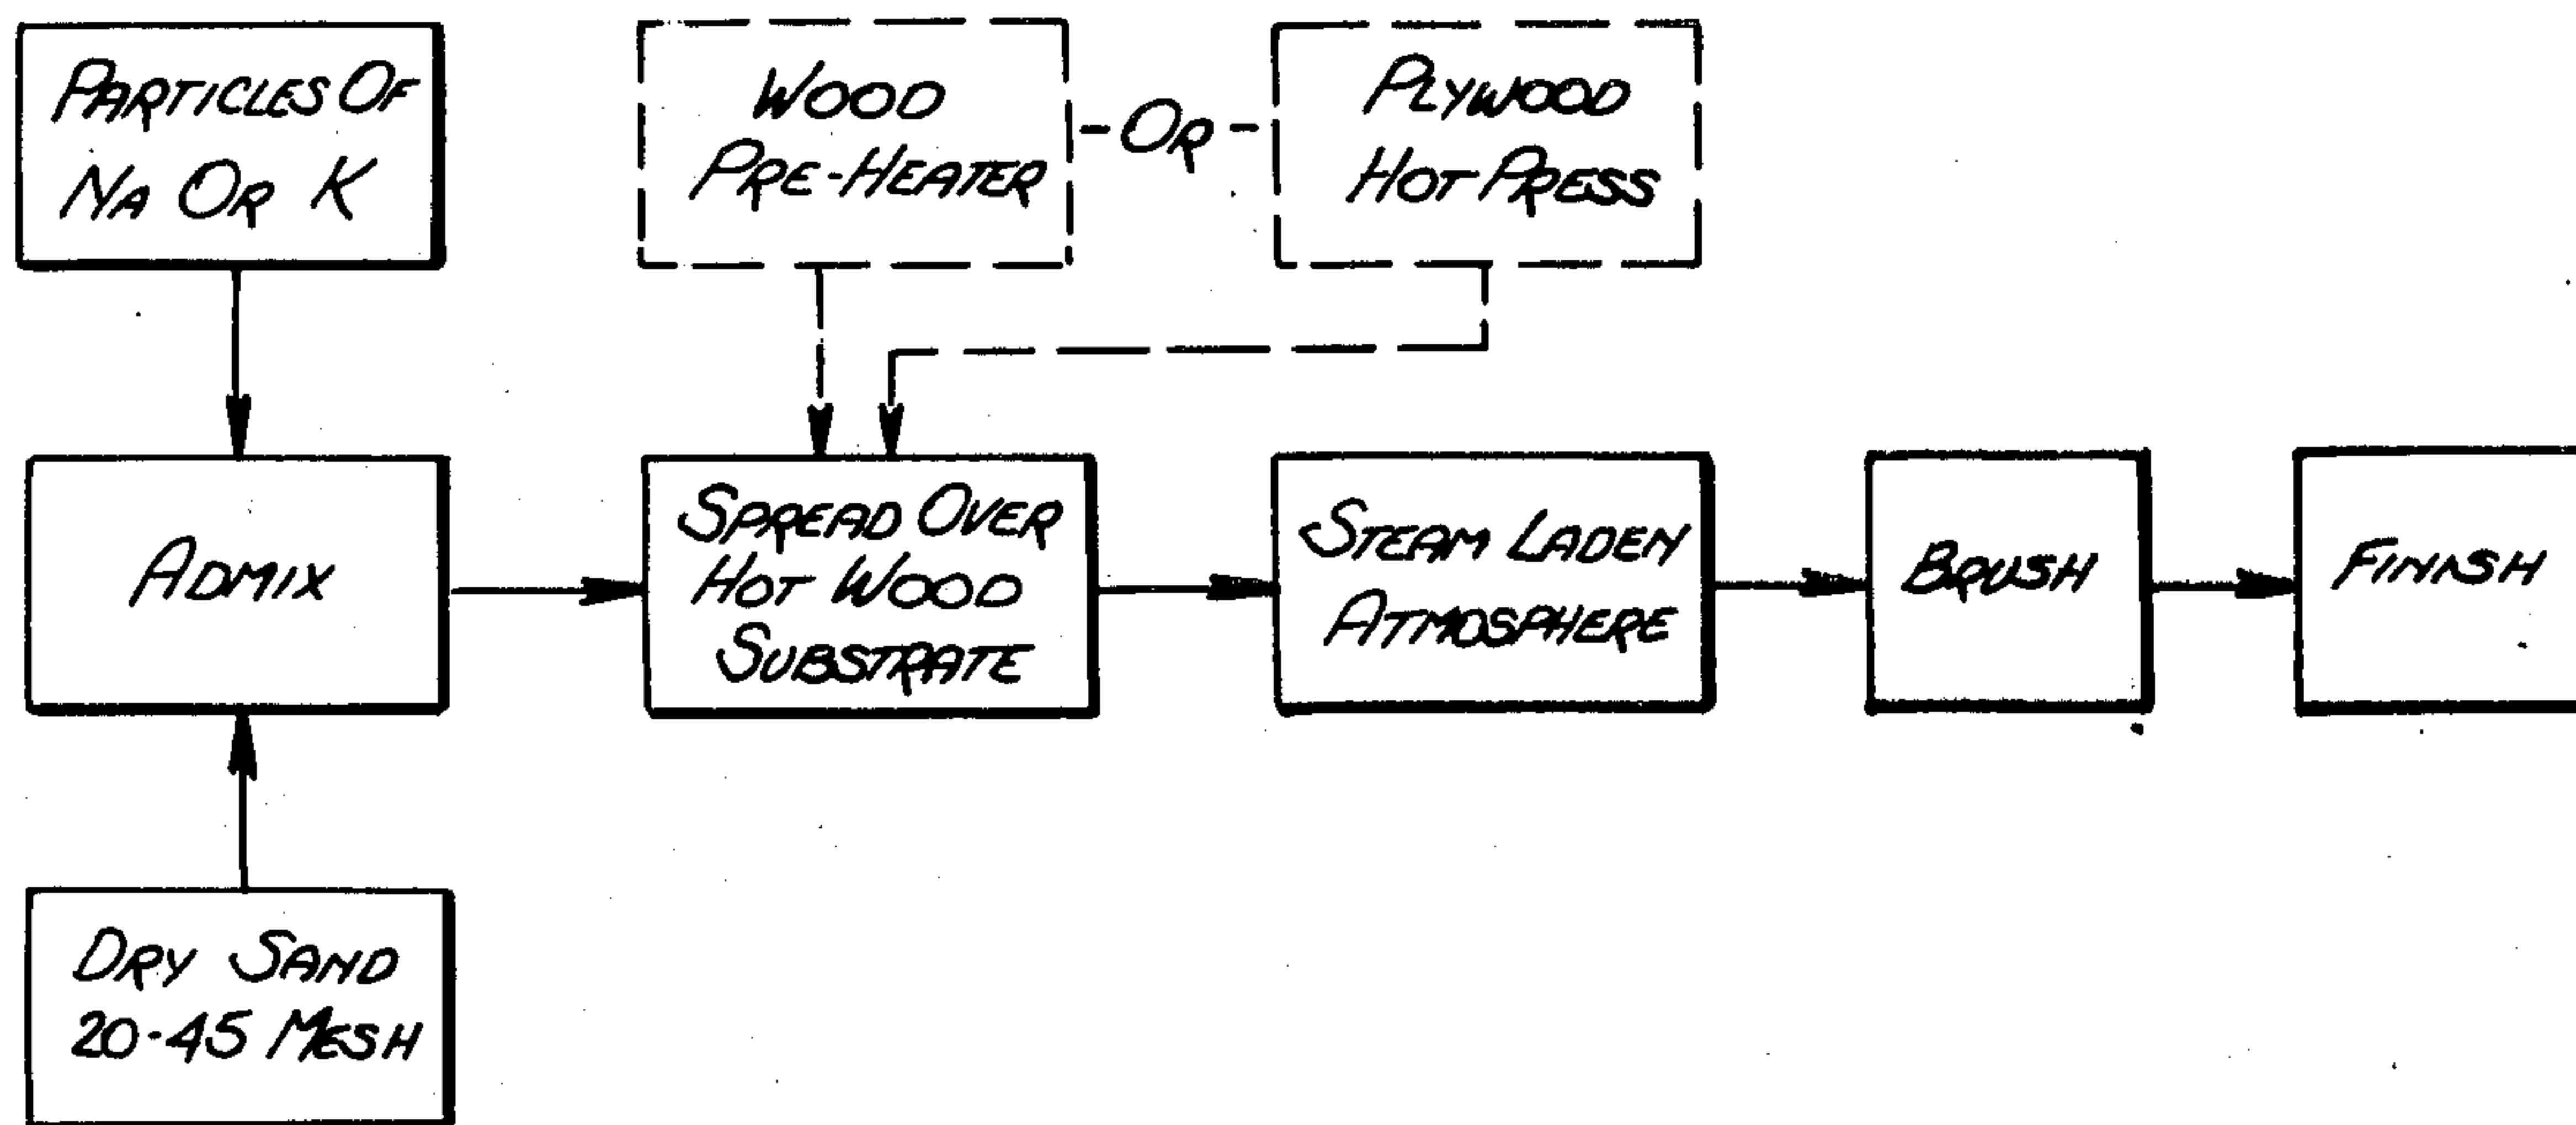 PARTICLES OF
NA OR K
WOOD
PRE-HEATER
-OR-
PLYWOOD
HOT PRESS
ADMIX
SPREAD OVER
HOT WOOD
SUBSTRATE
STEAM LADEN
ATMOSPHERE
BRUSH
FINISH
DRY SAND
20-45 MESH